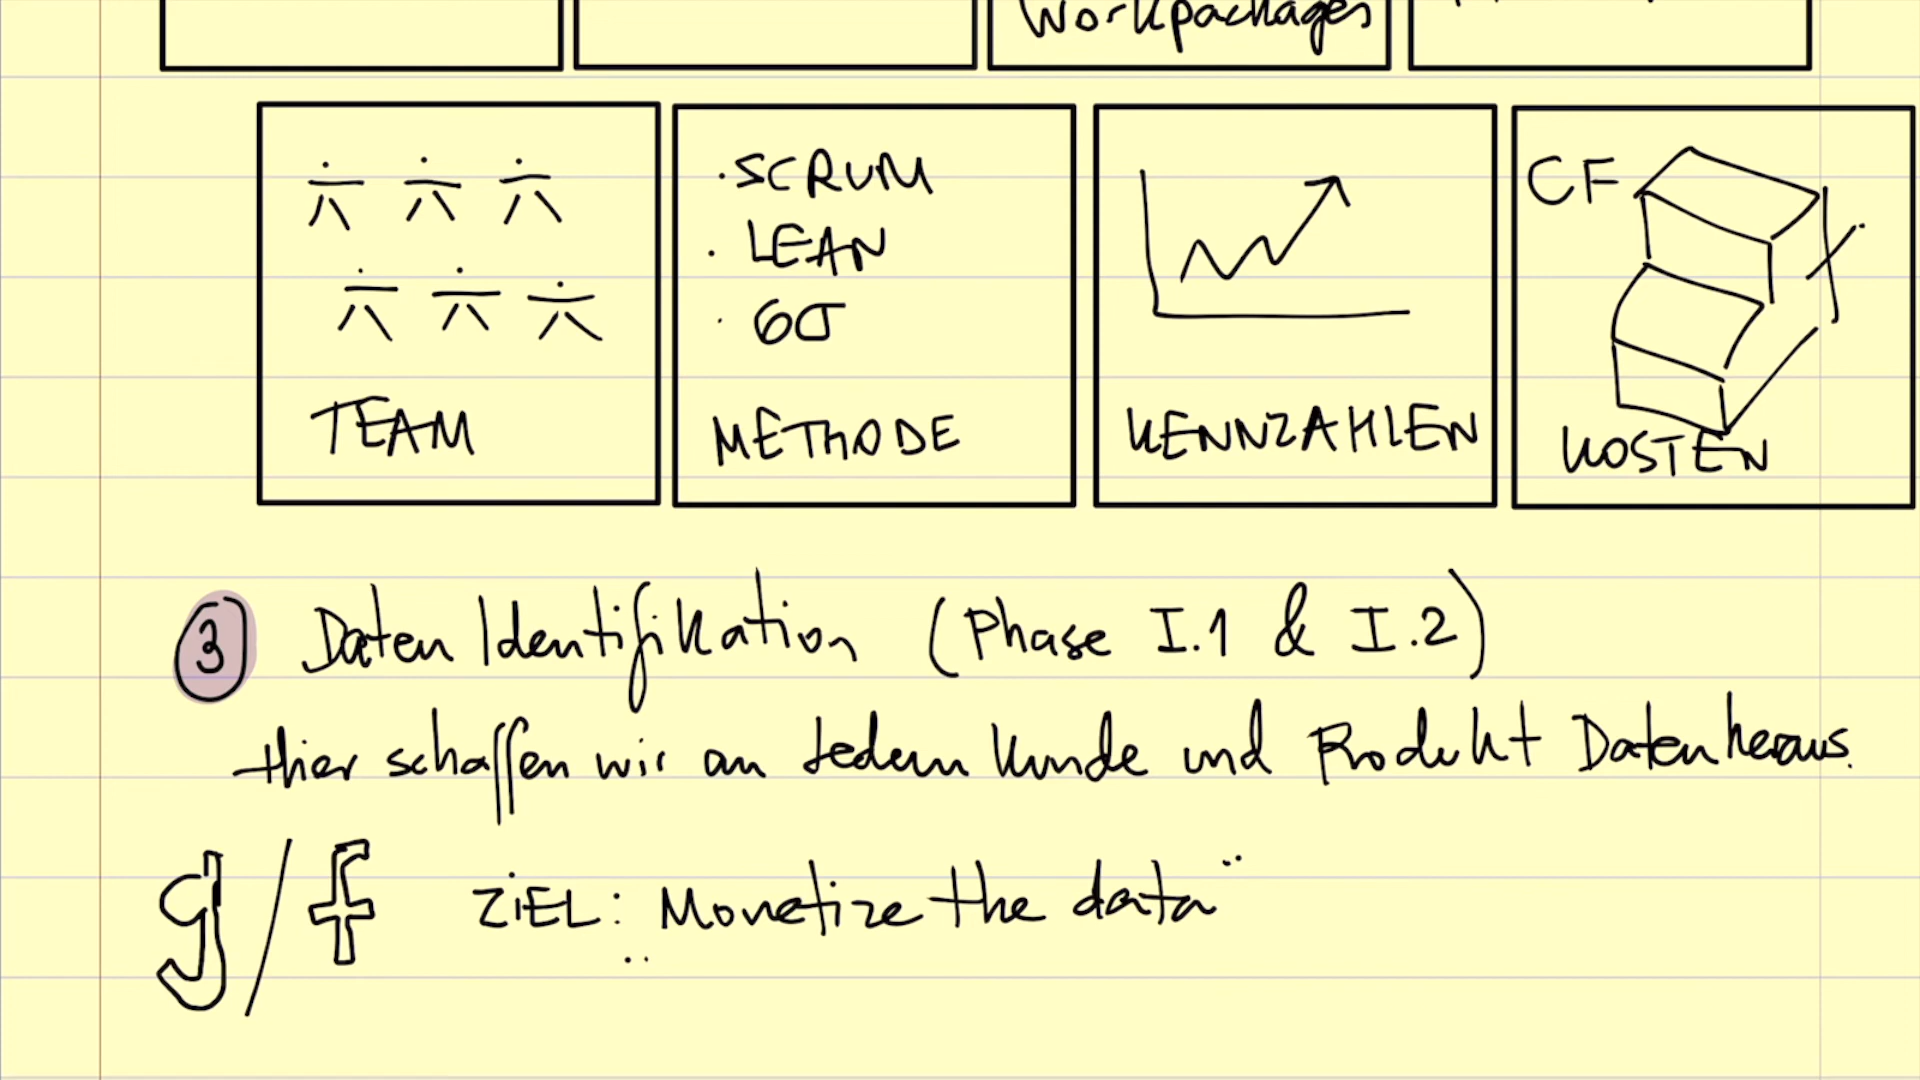 Workpackages
· SCRUM
· LEAN
· 6σ
CF
TEAM
METHODE
KENNZAHLEN
KOSTEN
3 Daten Identifikation (Phase I.1 & I.2)
Hier schaffen wir an Jedem Kunde und Produkt Daten heraus.
g/f ZiEL: „Monetize the data"